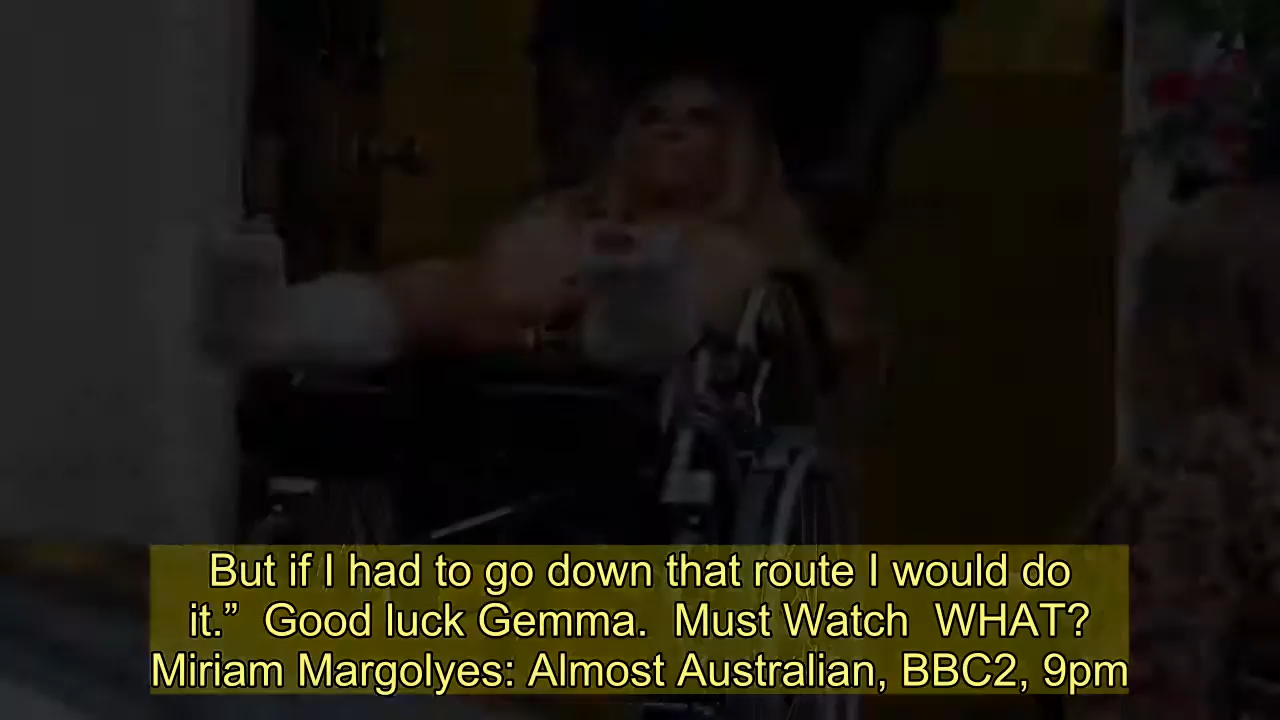 But if I had to go down that route I would do
it.”  Good luck Gemma.  Must Watch  WHAT?
Miriam Margolyes: Almost Australian, BBC2, 9pm